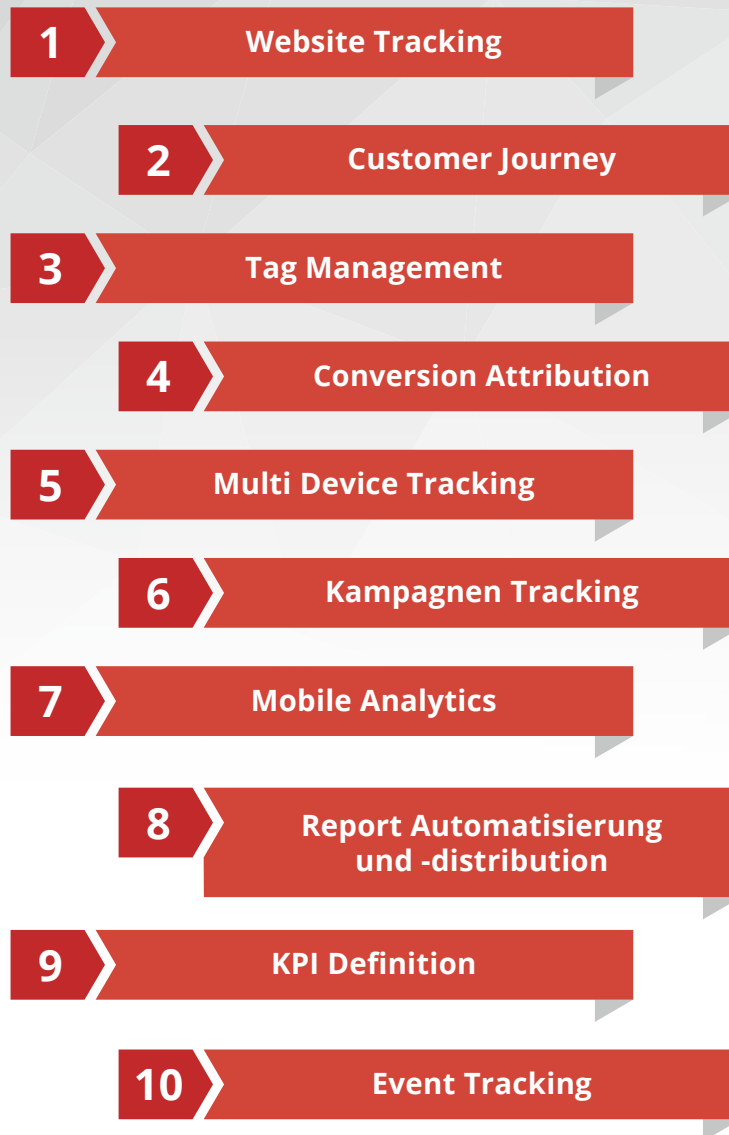 1 Website Tracking
2 Customer Journey
3 Tag Management
4 Conversion Attribution
5 Multi Device Tracking
6 Kampagnen Tracking
7 Mobile Analytics
8 Report Automatisierung
und -distribution
9 KPI Definition
10 Event Tracking